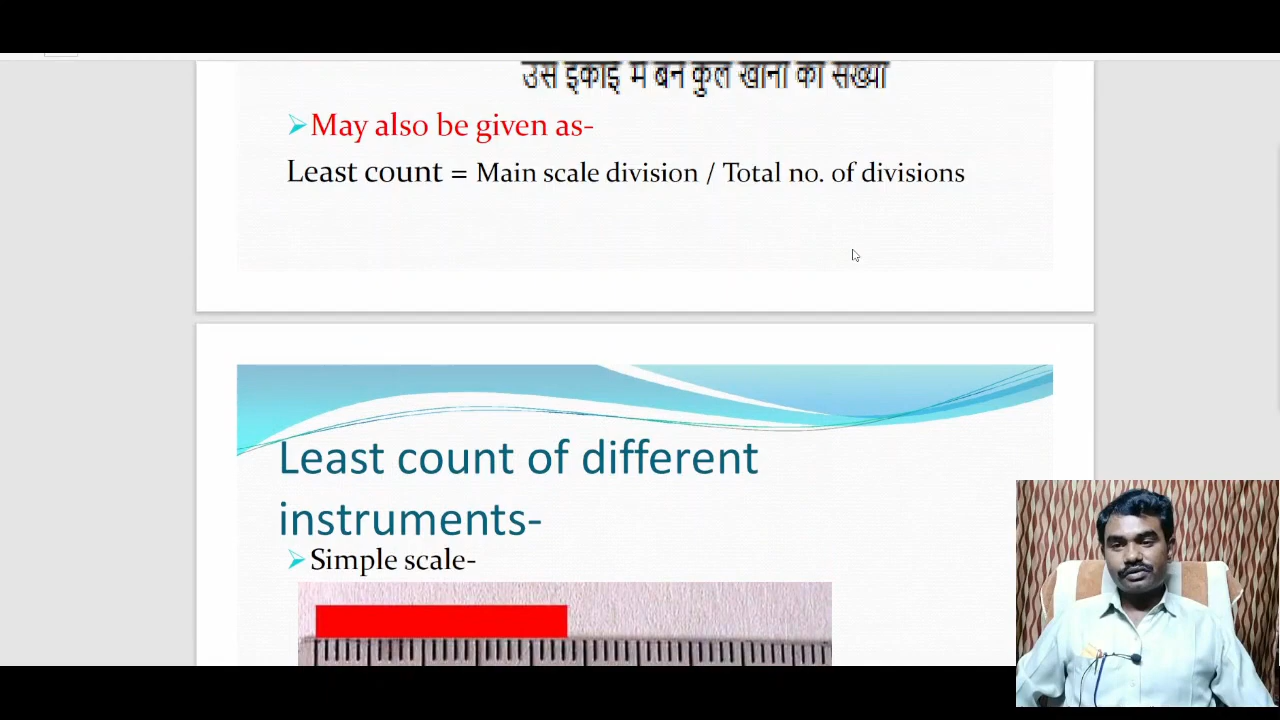 उस इकाई में बने कुल खानों की संख्या
May also be given as-
Least count = Main scale division / Total no. of divisions
Least count of different
instruments-
Simple scale-